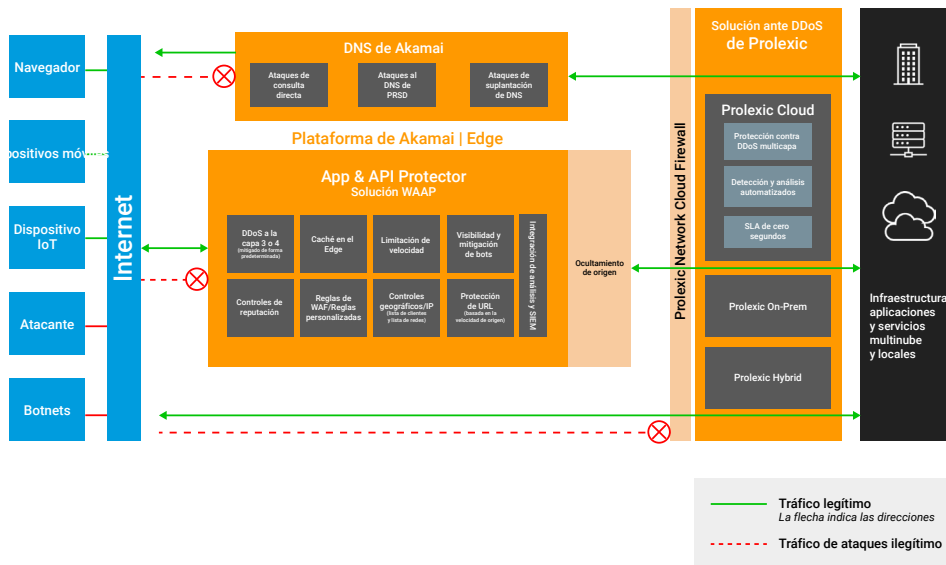 Navegador
positivos móviles
Dispositivo
IoT
Atacante
Botnets
Internet
DNS de Akamai
Ataques de
consulta
directa
Ataques al
DNS de
PRSD
Ataques de
suplantación
de DNS
Plataforma de Akamai | Edge
App & API Protector
Solución WAAP
DDoS a la
capa 3 o 4
(mitigado de forma
predeterminada)
Caché en el
Edge
Limitación de
velocidad
Visibilidad y
mitigación
de bots
Controles de
reputación
Reglas de
WAF/Reglas
personalizadas
Controles
geográficos/IP
(lista de clientes
y lista de redes)
Protección
de URL
(basada en la
velocidad de origen)
Integración de análisis y SIEM
Ocultamiento
de origen
Prolexic Network Cloud Firewall
Solución ante DDoS
de Prolexic
Prolexic Cloud
Protección contra
DDoS multicapa
Detección y análisis
automatizados
SLA de cero
segundos
Prolexic On-Prem
Prolexic Hybrid
Infraestructura,
aplicaciones
y servicios
multinube
y locales
Tráfico legítimo
La flecha indica las direcciones
Tráfico de ataques ilegítimo